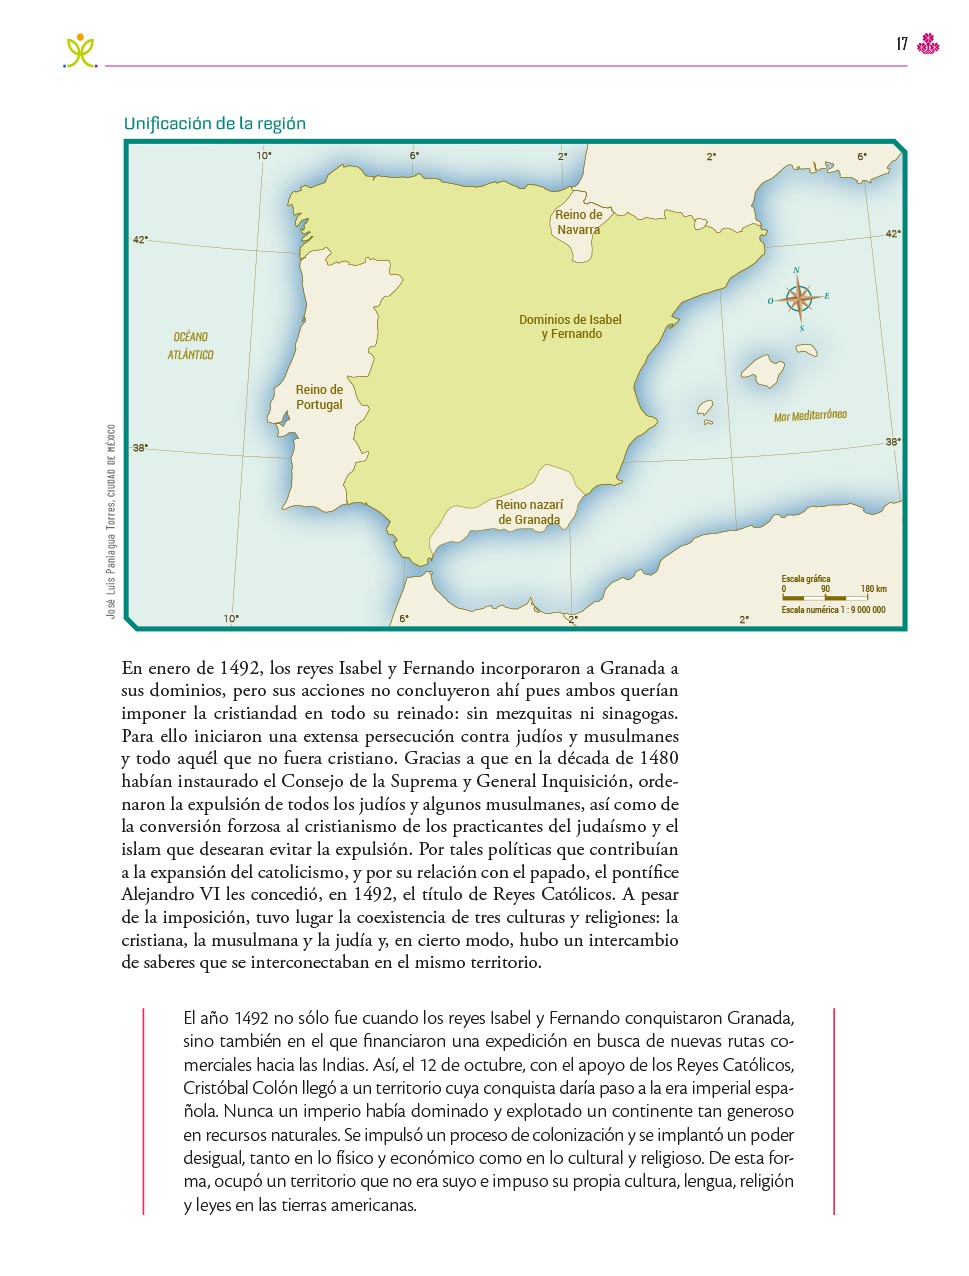 17
Unificación de la región
10°
6°
2°
2°
6°
42°
42°
Reino de
Navarra
N
O
E
S
Dominios de Isabel
y Fernando
OCÉANO
ATLÁNTICO
Reino de
Portugal
Mar Mediterráneo
38°
38°
Reino nazarí
de Granada
Escala gráfica
0 90 180 km
Escala numérica 1 : 9 000 000
10°
6°
2°
2°
José Luis Paniagua Torres, CIUDAD DE MÉXICO
En enero de 1492, los reyes Isabel y Fernando incorporaron a Granada a
sus dominios, pero sus acciones no concluyeron ahí pues ambos querían
imponer la cristiandad en todo su reinado: sin mezquitas ni sinagogas.
Para ello iniciaron una extensa persecución contra judíos y musulmanes
y todo aquél que no fuera cristiano. Gracias a que en la década de 1480
habían instaurado el Consejo de la Suprema y General Inquisición, orde-
naron la expulsión de todos los judíos y algunos musulmanes, así como de
la conversión forzosa al cristianismo de los practicantes del judaísmo y el
islam que desearan evitar la expulsión. Por tales políticas que contribuían
a la expansión del catolicismo, y por su relación con el papado, el pontífice
Alejandro VI les concedió, en 1492, el título de Reyes Católicos. A pesar
de la imposición, tuvo lugar la coexistencia de tres culturas y religiones: la
cristiana, la musulmana y la judía y, en cierto modo, hubo un intercambio
de saberes que se interconectaban en el mismo territorio.
El año 1492 no sólo fue cuando los reyes Isabel y Fernando conquistaron Granada,
sino también en el que financiaron una expedición en busca de nuevas rutas co-
merciales hacia las Indias. Así, el 12 de octubre, con el apoyo de los Reyes Católicos,
Cristóbal Colón llegó a un territorio cuya conquista daría paso a la era imperial espa-
ñola. Nunca un imperio había dominado y explotado un continente tan generoso
en recursos naturales. Se impulsó un proceso de colonización y se implantó un poder
desigual, tanto en lo físico y económico como en lo cultural y religioso. De esta for-
ma, ocupó un territorio que no era suyo e impuso su propia cultura, lengua, religión
y leyes en las tierras americanas.